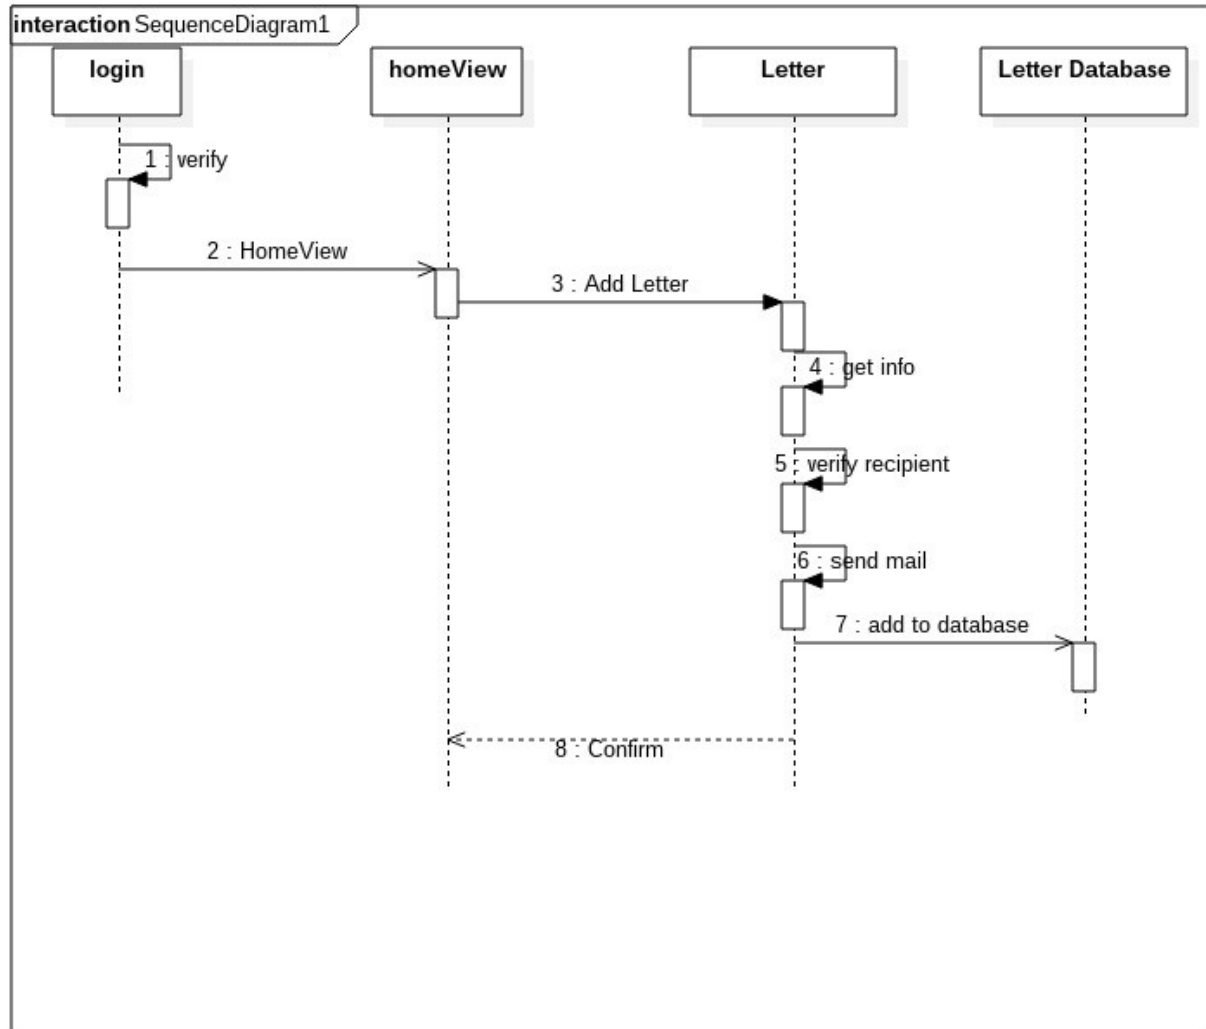 interaction SequenceDiagram1
login
homeView
Letter
Letter Database
1 : verify
2 : HomeView
3 : Add Letter
4 : get info
5 : verify recipient
6 : send mail
7 : add to database
8 : Confirm